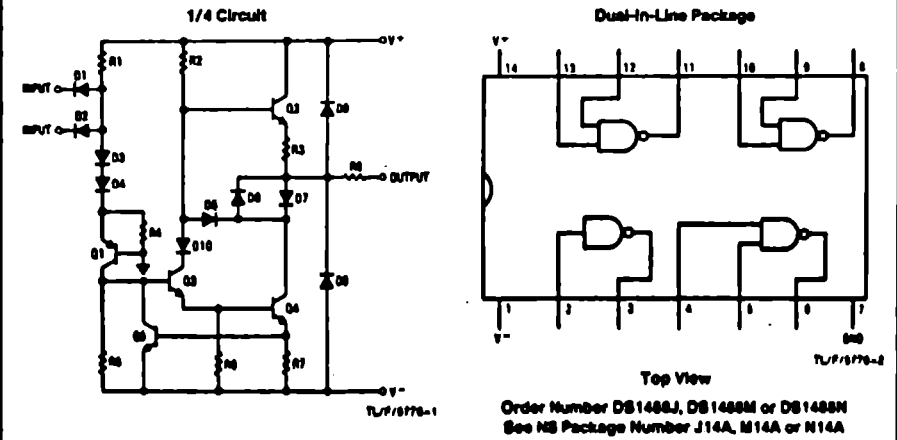 1/4 Circuit
V+
R1
R2
D1
INPUT
D2
INPUT
Q2
D9
R3
D3
D4
R8
OUTPUT
D5
D6
D7
R4
Q1
D10
Q3
Q4
Q5
R5
R6
R7
V-
TL/F/5776-1
Dual-In-Line Package
V+
14
13
12
11
10
9
8
1
2
3
4
5
6
7
V-
GND
TL/F/5776-2
Top View
Order Number DS1488J, DS1488M or DS1488N
See NS Package Number J14A, M14A or N14A